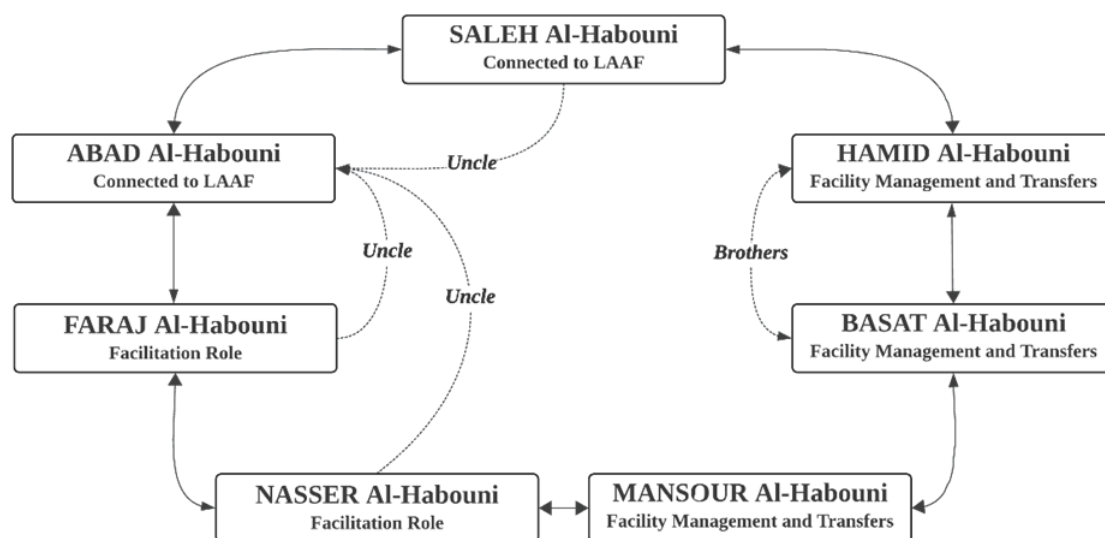 SALEH Al-Habouni
Connected to LAAF
ABAD Al-Habouni
Connected to LAAF
Uncle
HAMID Al-Habouni
Facility Management and Transfers
Uncle
Brothers
Uncle
FARAJ Al-Habouni
Facilitation Role
BASAT Al-Habouni
Facility Management and Transfers
NASSER Al-Habouni
Facilitation Role
MANSOUR Al-Habouni
Facility Management and Transfers